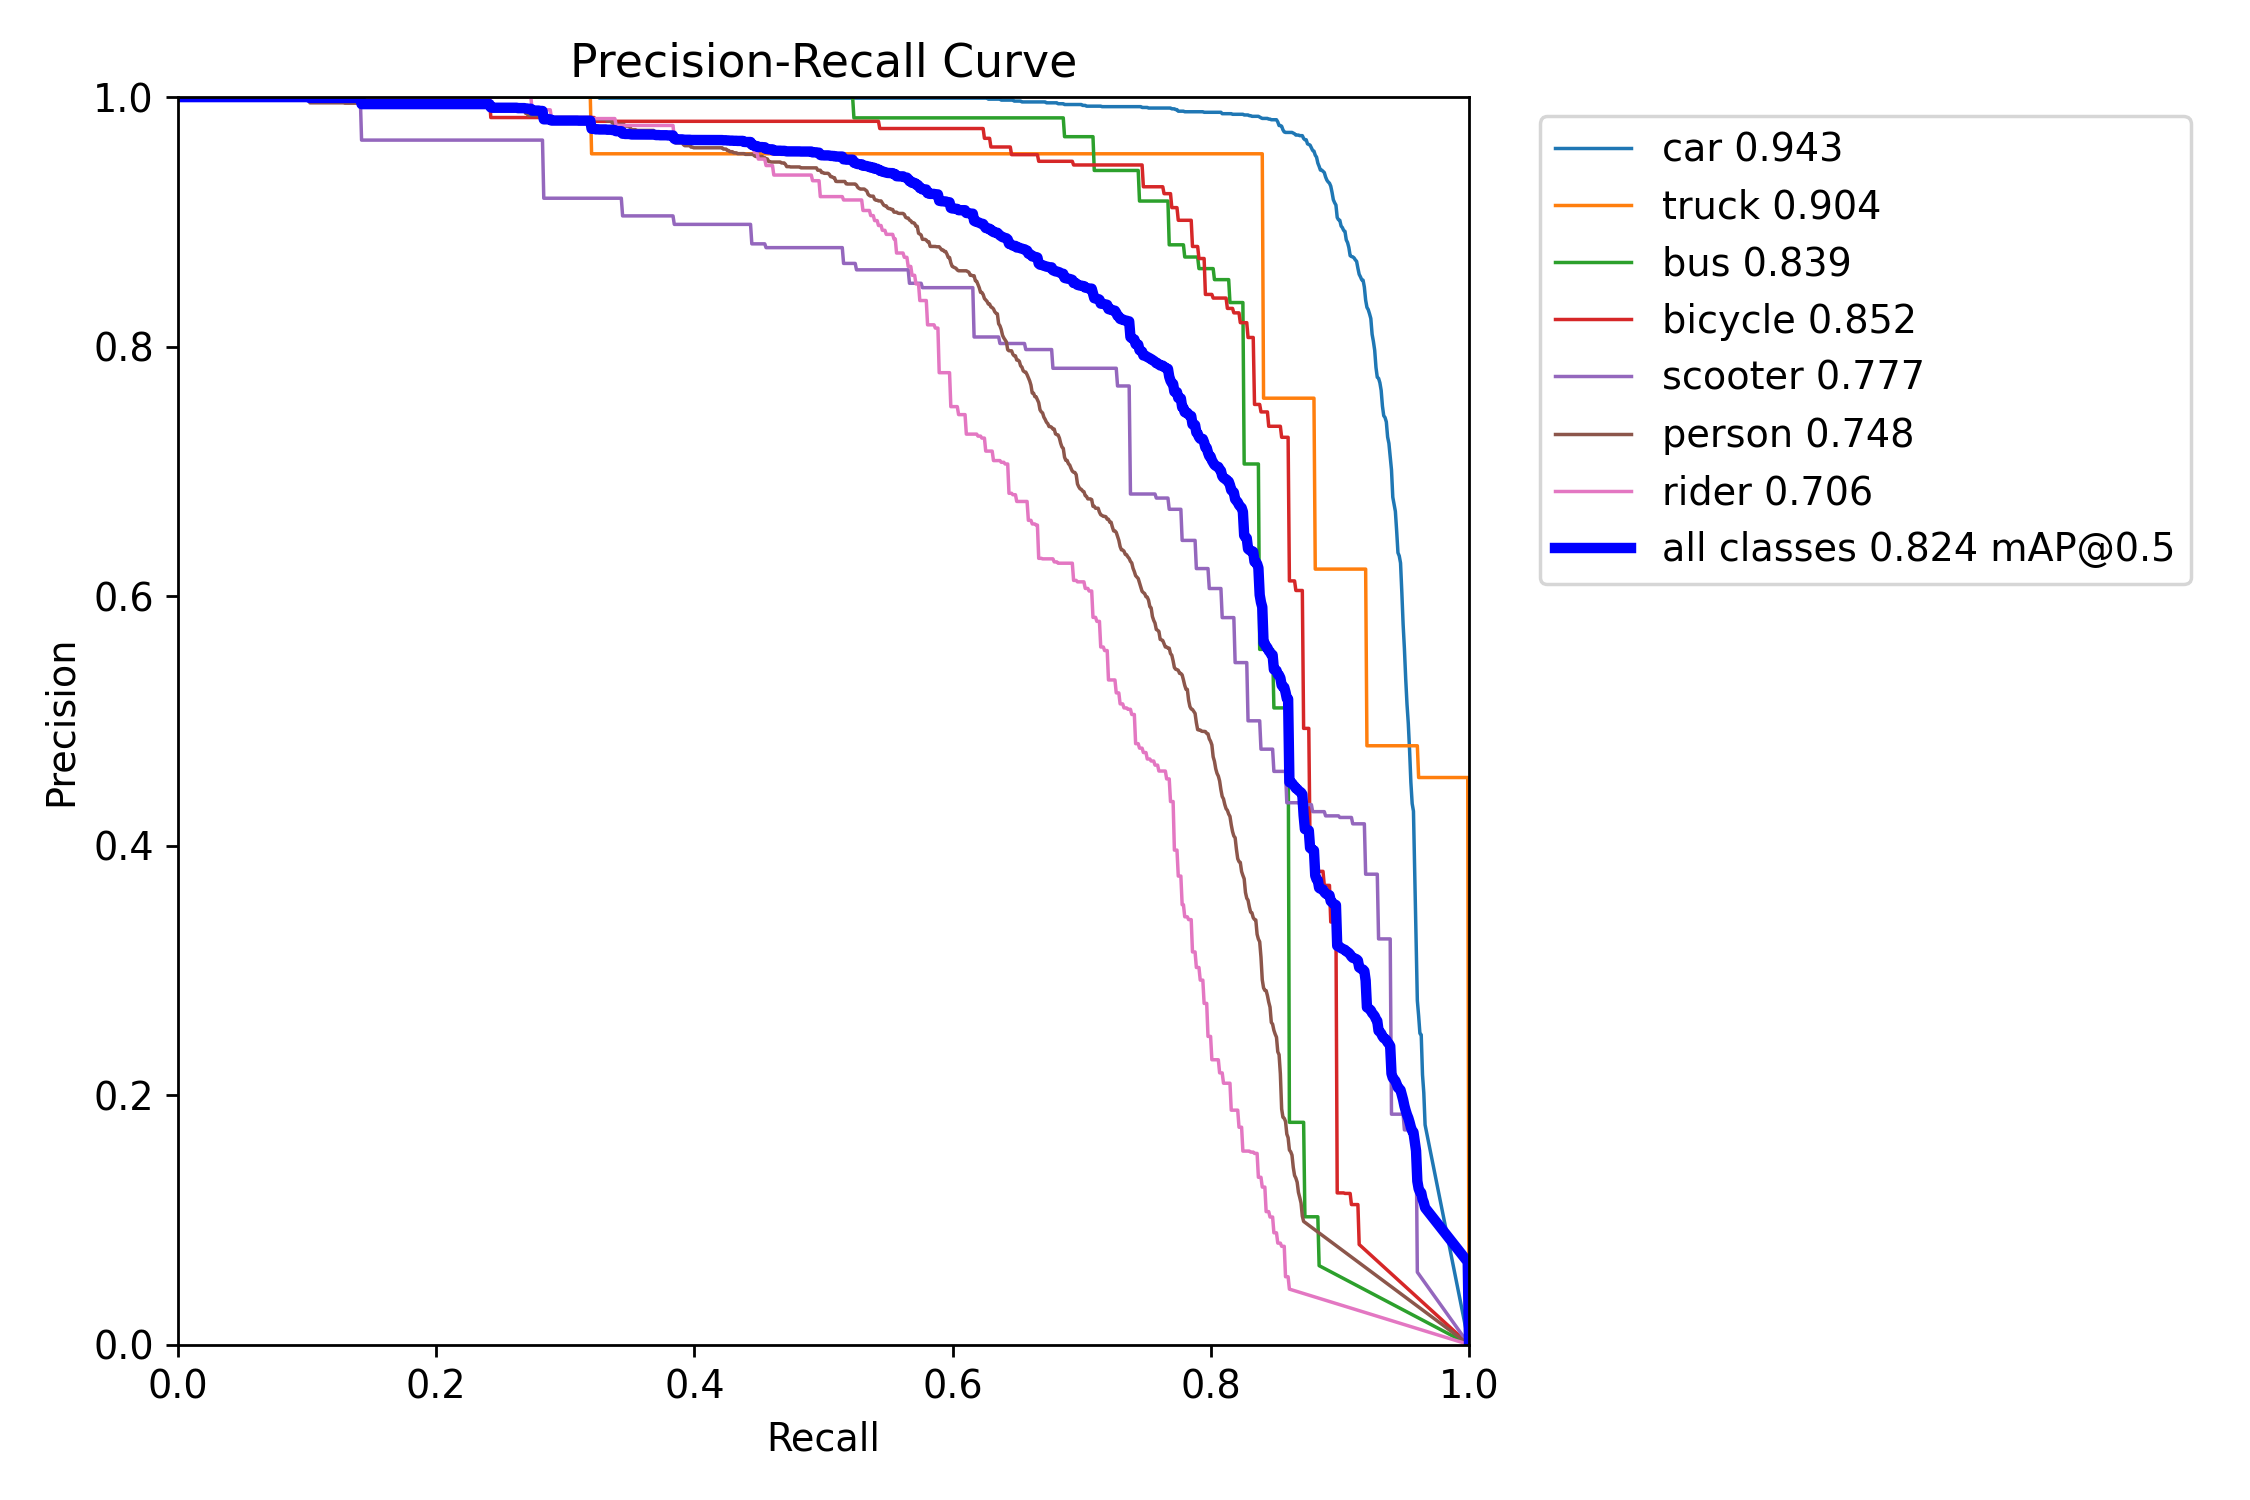 Precision-Recall Curve
1.0
0.8
0.6
0.4
0.2
0.0
Precision
0.0 0.2 0.4 0.6 0.8 1.0
Recall
car 0.943
truck 0.904
bus 0.839
bicycle 0.852
scooter 0.777
person 0.748
rider 0.706
all classes 0.824 mAP@0.5